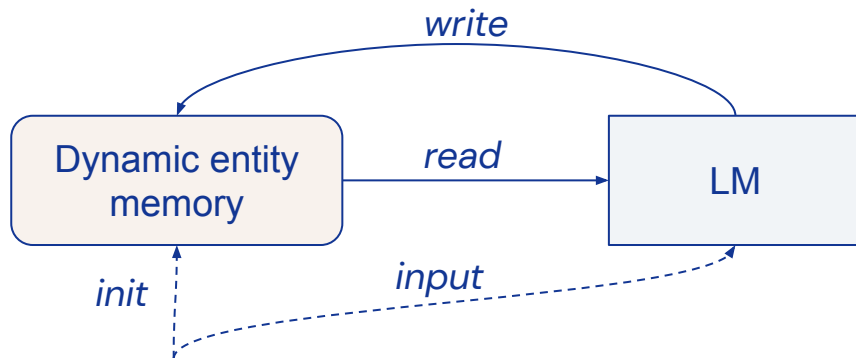 write
Dynamic entity
memory
read
LM
init
input